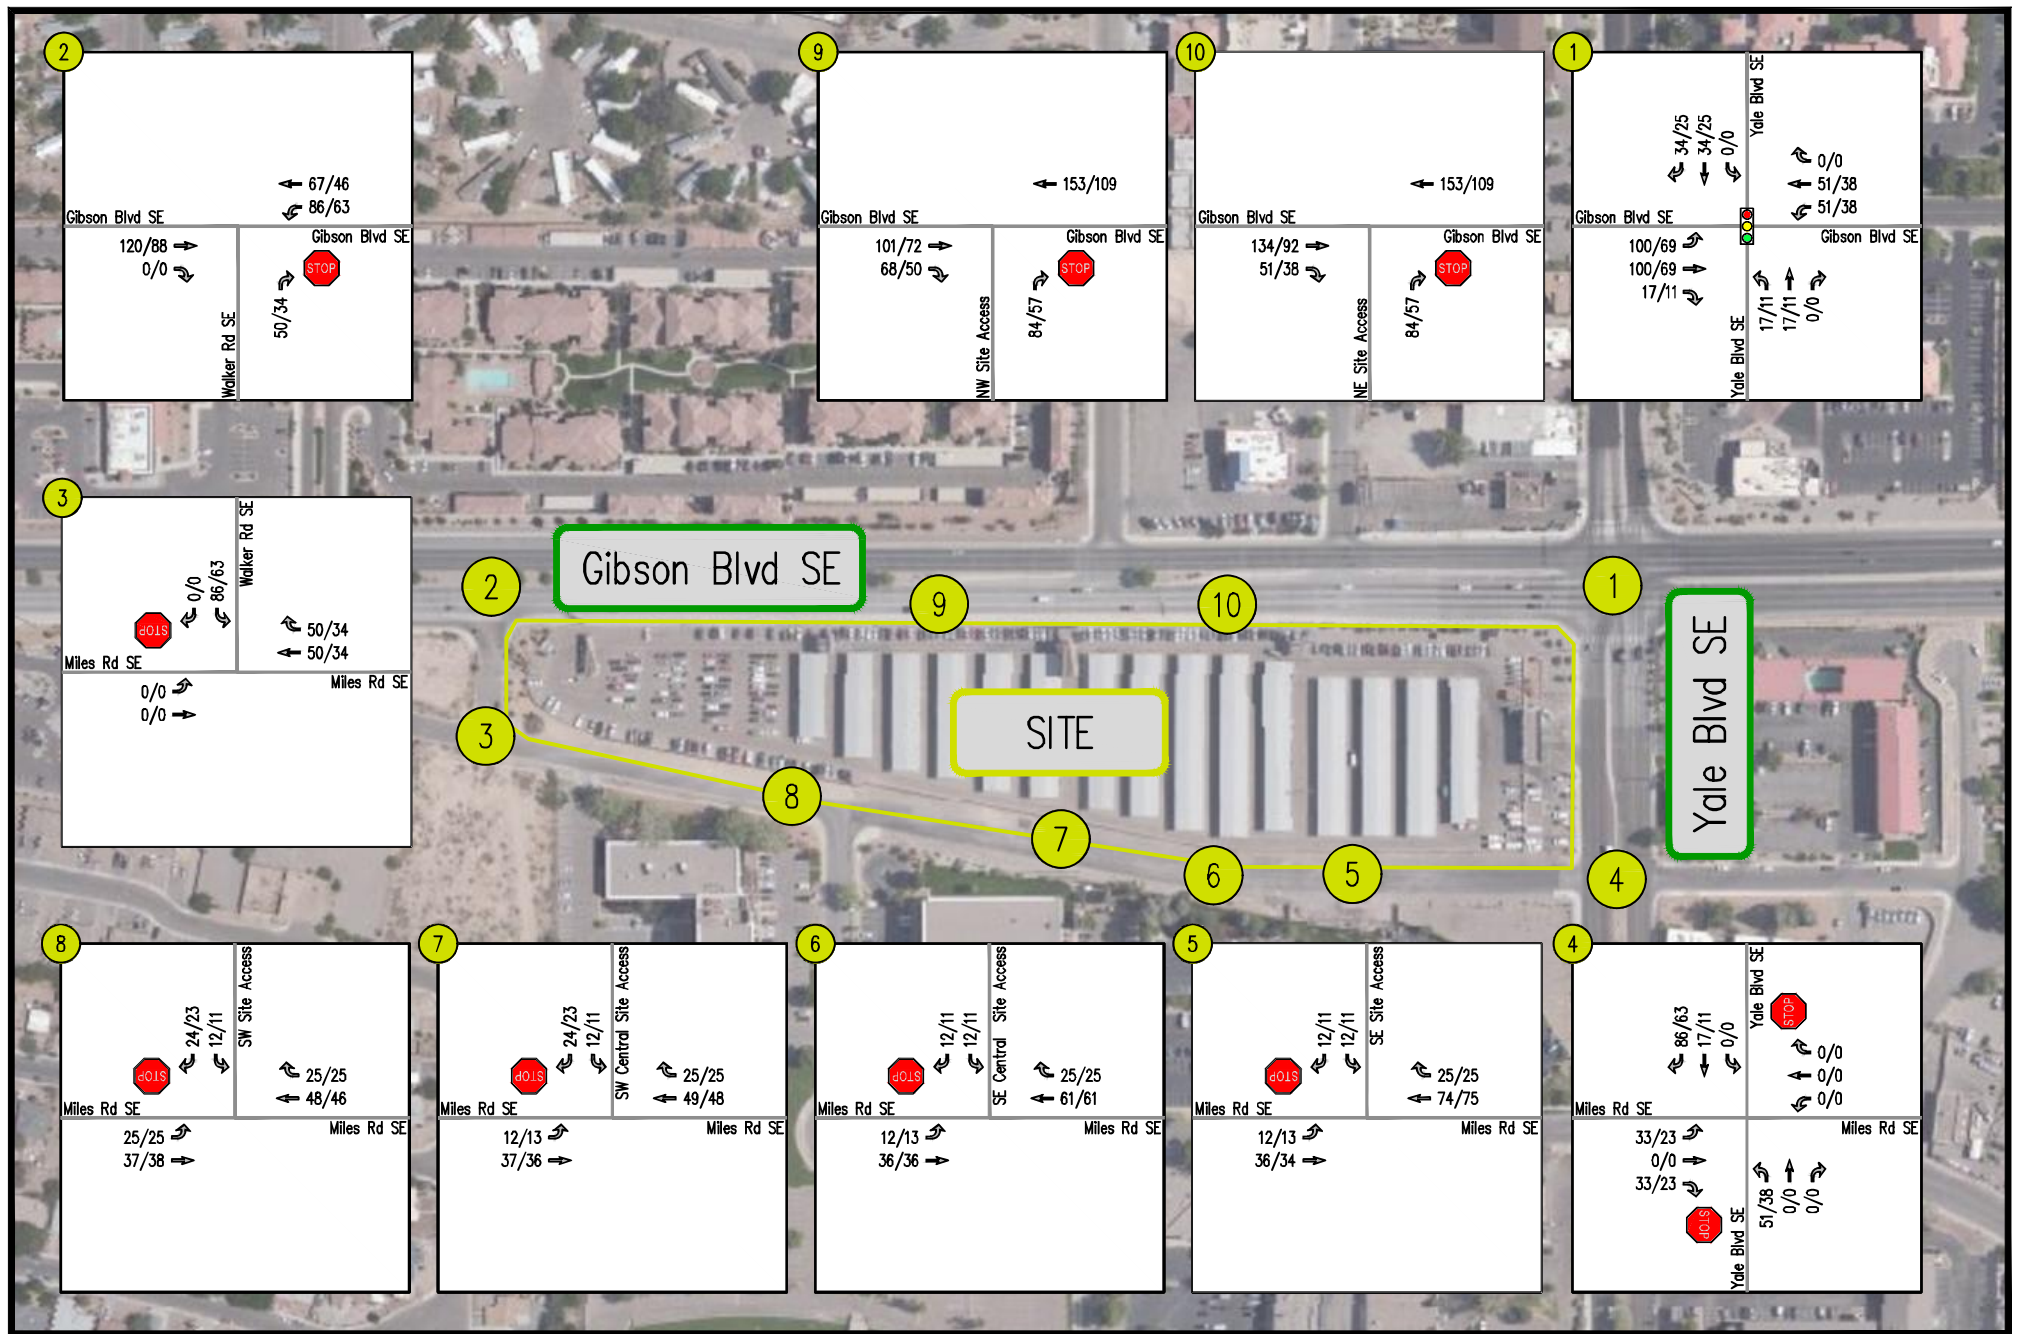 2
67/46
86/63
Gibson Blvd SE
Gibson Blvd SE
120/88
0/0
50/34
Walker Rd SE
9
153/109
Gibson Blvd SE
Gibson Blvd SE
101/72
68/50
84/57
STOP
NW Site Access
STOP
10
153/109
Gibson Blvd SE
Gibson Blvd SE
134/92
51/38
84/57
STOP
NE Site Access
1
Yale Blvd SE
34/25
34/25
0/0
0/0
51/38
51/38
Gibson Blvd SE
Gibson Blvd SE
100/69
100/69
17/11
17/11
17/11
0/0
Yale Blvd SE
3
Walker Rd SE
0/0
86/63
STOP
50/34
50/34
Miles Rd SE
Miles Rd SE
0/0
0/0
Gibson Blvd SE
Yale Blvd SE
SITE
2
9
10
1
3
8
7
6
5
4
8
SW Site Access
24/23
12/11
STOP
25/25
48/46
Miles Rd SE
Miles Rd SE
25/25
37/38
7
SW Central Site Access
24/23
12/11
STOP
25/25
49/48
Miles Rd SE
Miles Rd SE
12/13
37/36
6
SE Central Site Access
12/11
12/11
STOP
25/25
61/61
Miles Rd SE
Miles Rd SE
12/13
36/36
5
SE Site Access
12/11
12/11
STOP
25/25
74/75
Miles Rd SE
Miles Rd SE
12/13
36/34
4
Yale Blvd SE
86/63
17/11
0/0
STOP
0/0
0/0
0/0
Miles Rd SE
Miles Rd SE
33/23
0/0
33/23
STOP
51/38
0/0
0/0
Yale Blvd SE